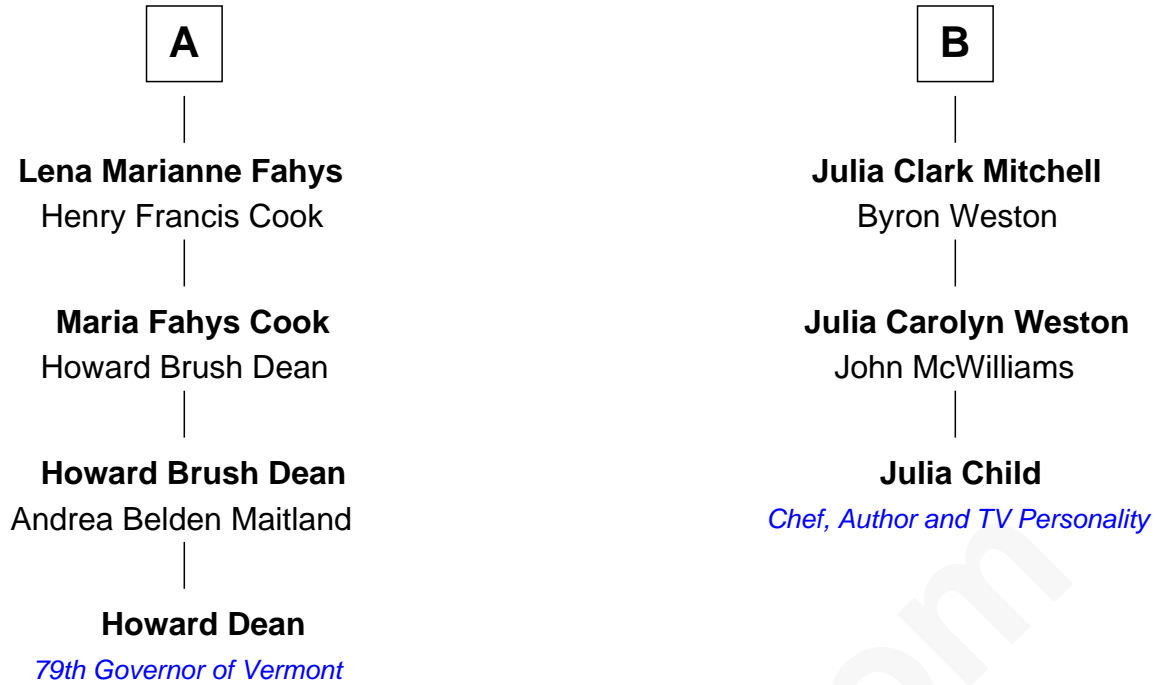 A
Lena Marianne Fahys
Henry Francis Cook
Maria Fahys Cook
Howard Brush Dean
Howard Brush Dean
Andrea Belden Maitland
Howard Dean
79th Governor of Vermont
B
Julia Clark Mitchell
Byron Weston
Julia Carolyn Weston
John McWilliams
Julia Child
Chef, Author and TV Personality
om